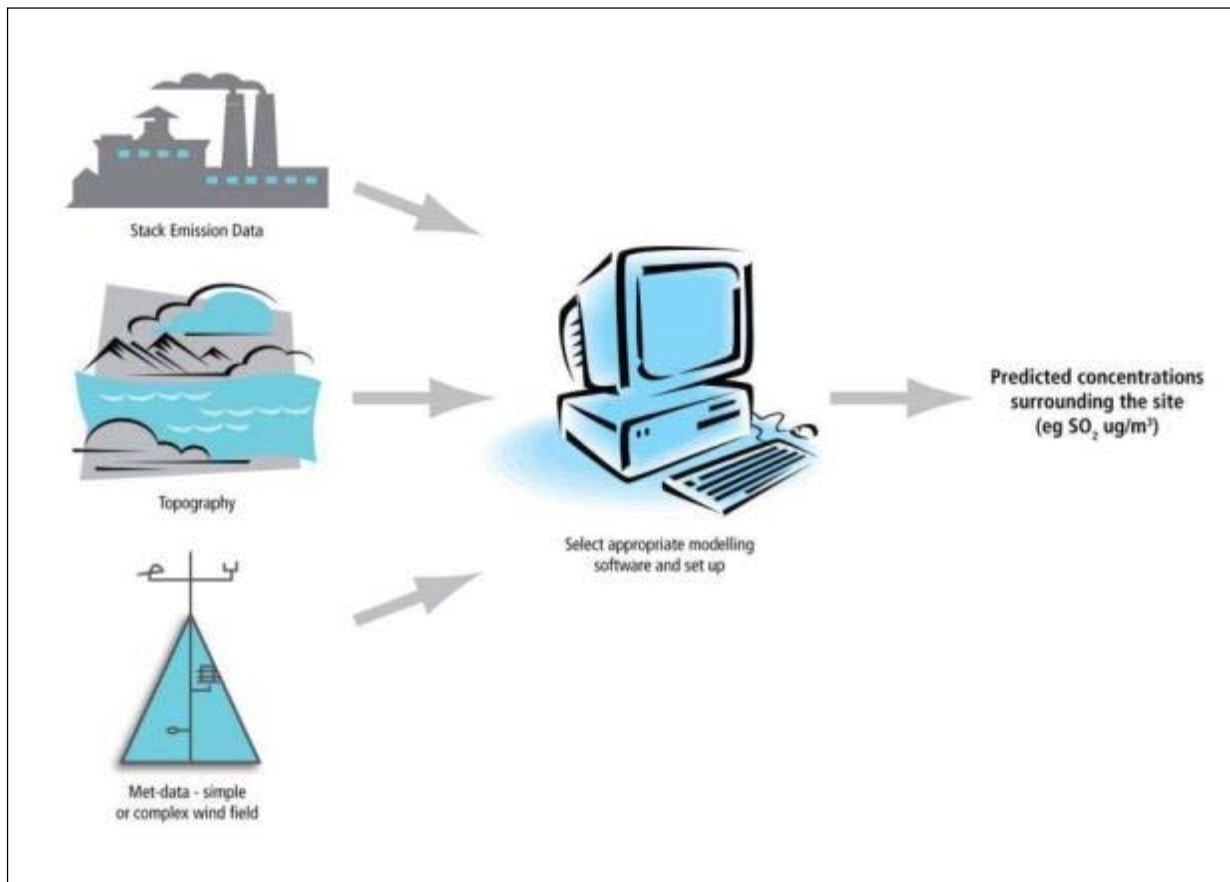 Stack Emission Data
Topography
Met-data - simple
or complex wind field
Select appropriate modelling
software and set up
Predicted concentrations
surrounding the site
(eg SO₂ ug/m³)